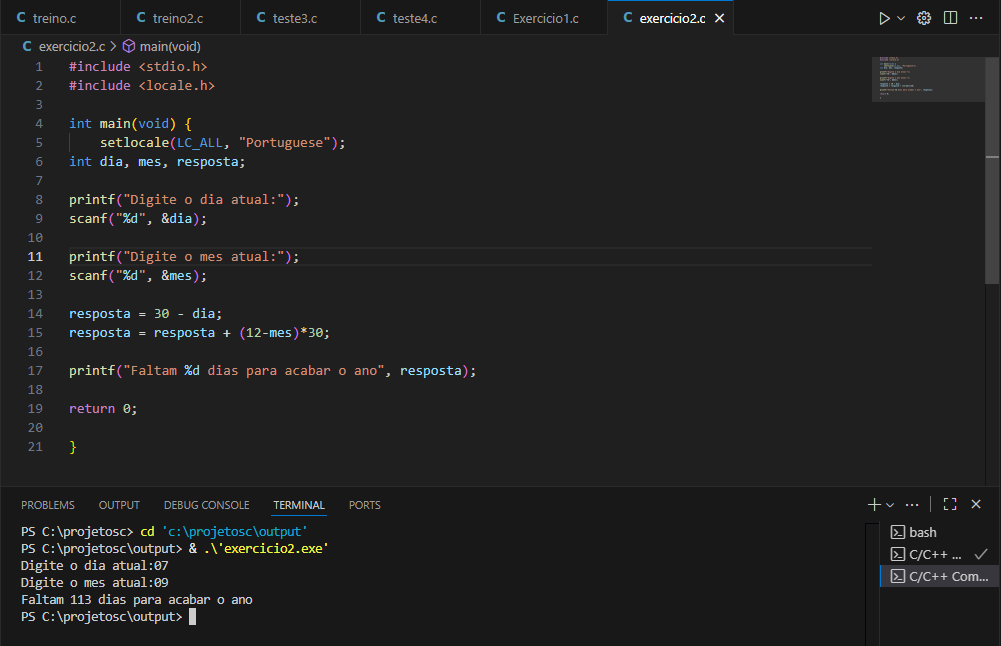 C treino.c C treino2.c C teste3.c C teste4.c C Exercicio1.c C exercicio2.c
C exercicio2.c > main(void)
1 #include <stdio.h>
2 #include <locale.h>
3
4 int main(void) {
5 setlocale(LC_ALL, "Portuguese");
6 int dia, mes, resposta;
7
8 printf("Digite o dia atual:");
9 scanf("%d", &dia);
10
11 printf("Digite o mes atual:");
12 scanf("%d", &mes);
13
14 resposta = 30 - dia;
15 resposta = resposta + (12-mes)*30;
16
17 printf("Faltam %d dias para acabar o ano", resposta);
18
19 return 0;
20
21 }
PROBLEMS OUTPUT DEBUG CONSOLE TERMINAL PORTS
PS C:\projetosc> cd 'c:\projetosc\output'
PS C:\projetosc\output> & .\'exercicio2.exe'
Digite o dia atual:07
Digite o mes atual:09
Faltam 113 dias para acabar o ano
PS C:\projetosc\output>
bash
C/C++ ...
C/C++ Com...